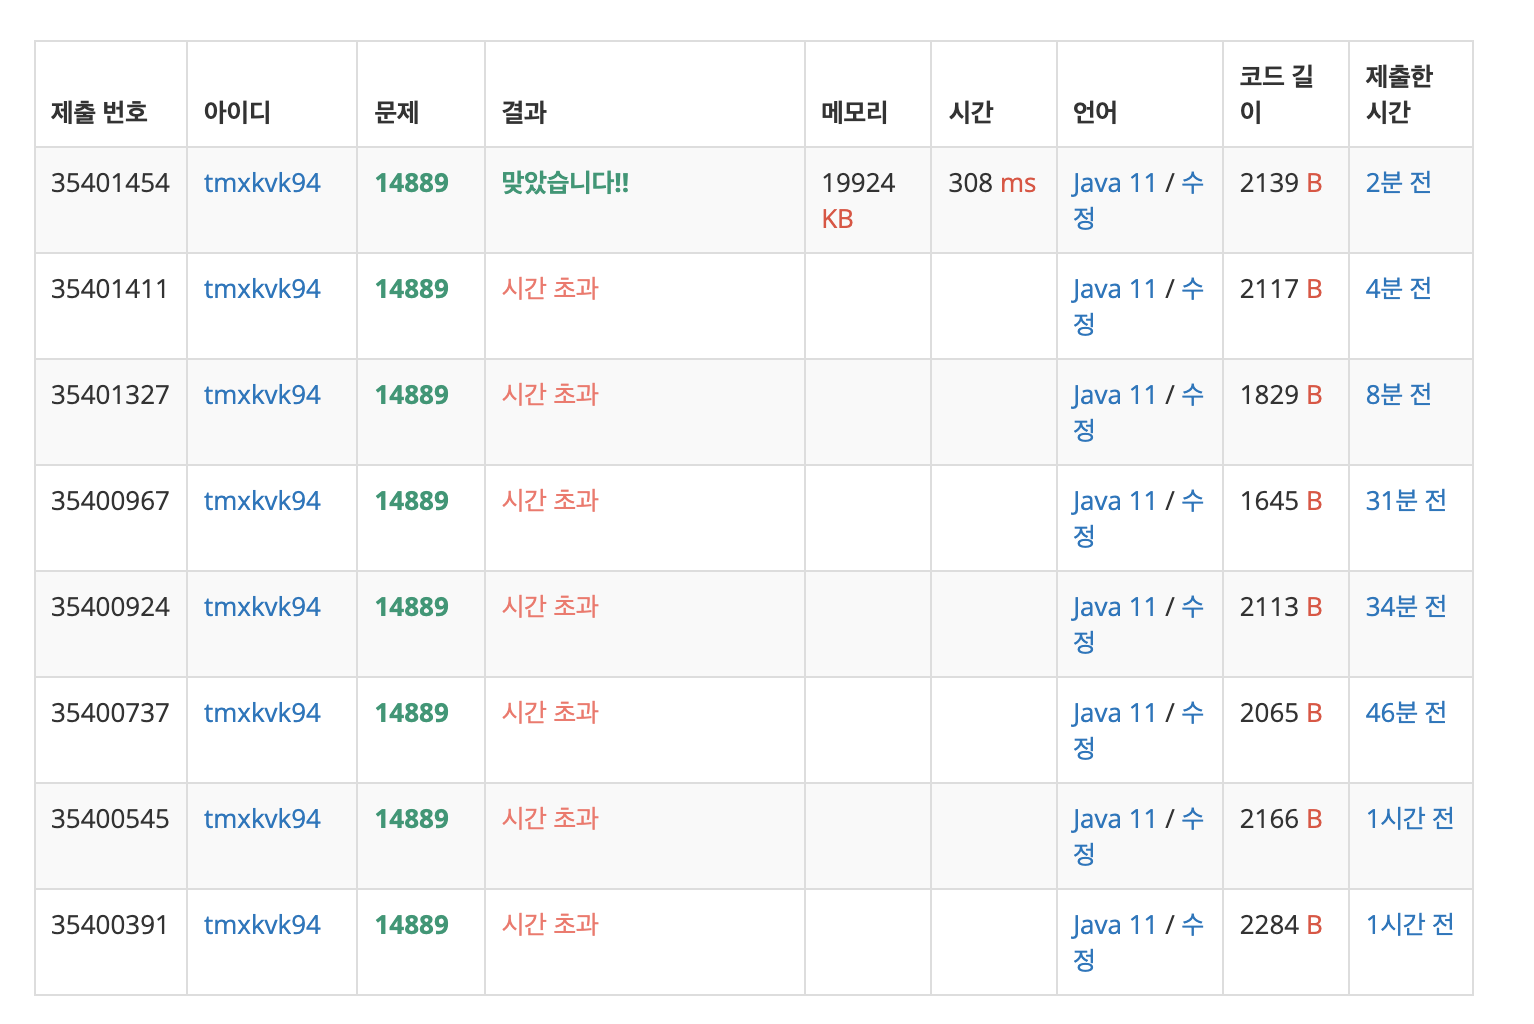 제출 번호 아이디 문제 결과 메모리 시간 언어 코드 길이 제출한 시간
35401454 tmxkvk94 14889 맞았습니다!! 19924 KB 308 ms Java 11 / 수정 2139 B 2분 전
35401411 tmxkvk94 14889 시간 초과 Java 11 / 수정 2117 B 4분 전
35401327 tmxkvk94 14889 시간 초과 Java 11 / 수정 1829 B 8분 전
35400967 tmxkvk94 14889 시간 초과 Java 11 / 수정 1645 B 31분 전
35400924 tmxkvk94 14889 시간 초과 Java 11 / 수정 2113 B 34분 전
35400737 tmxkvk94 14889 시간 초과 Java 11 / 수정 2065 B 46분 전
35400545 tmxkvk94 14889 시간 초과 Java 11 / 수정 2166 B 1시간 전
35400391 tmxkvk94 14889 시간 초과 Java 11 / 수정 2284 B 1시간 전